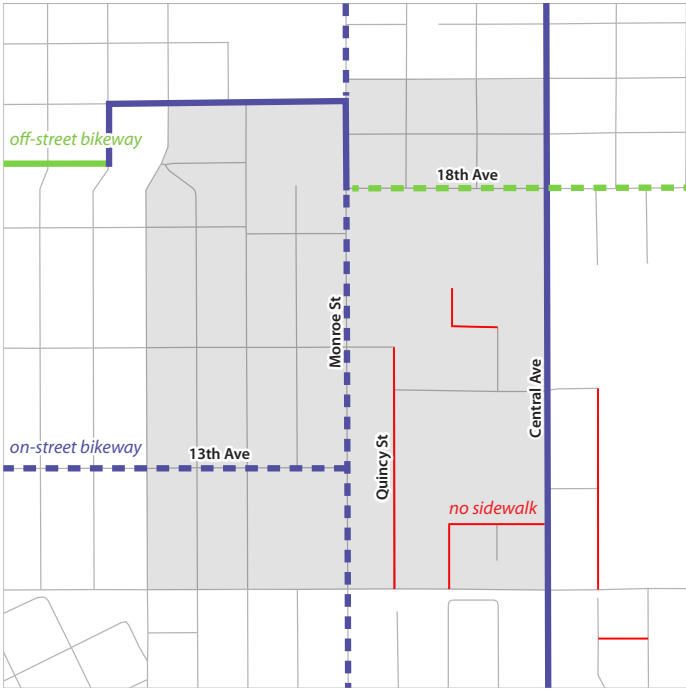 off-street bikeway
18th Ave
Monroe St
Central Ave
on-street bikeway
13th Ave
Quincy St
no sidewalk